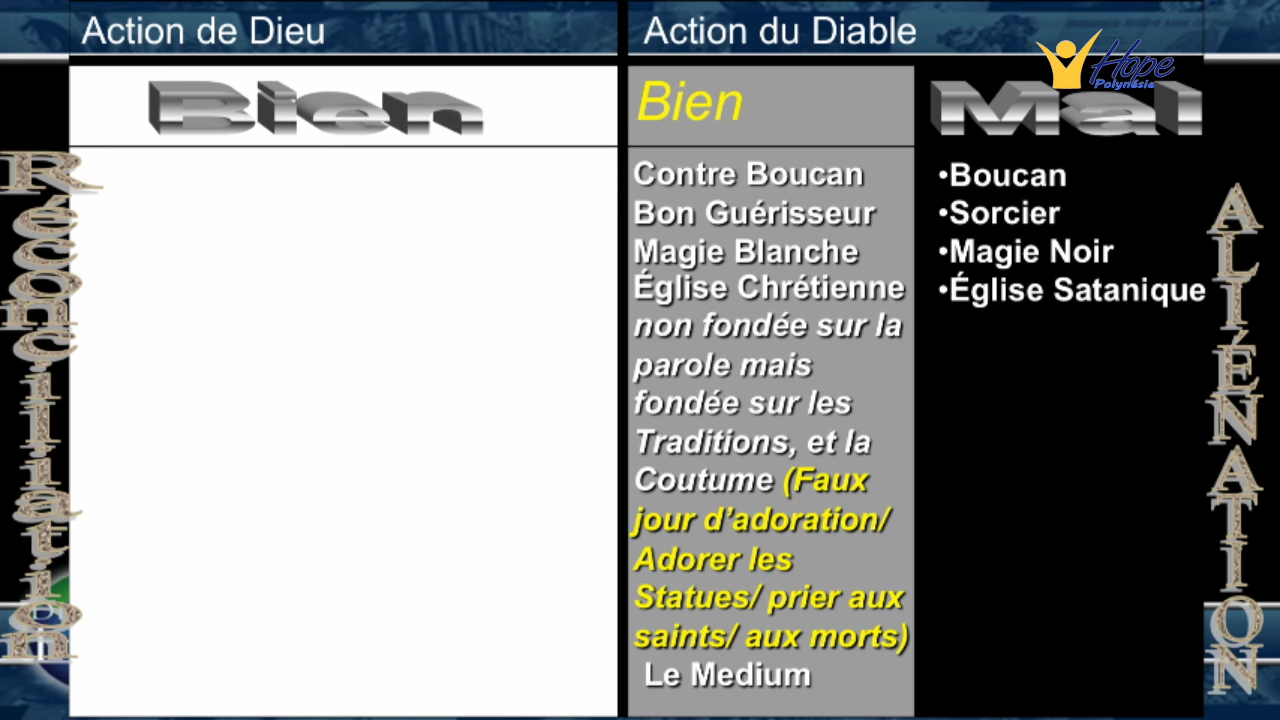 Action de Dieu
Action du Diable
Hope
Polynésie
Bien
Bien
Mal
Réconciliation
Contre Boucan
Bon Guérisseur
Magie Blanche
Église Chrétienne
non fondée sur la
parole mais
fondée sur les
Traditions, et la
Coutume (Faux
jour d'adoration/
Adorer les
Statues/ prier aux
saints/ aux morts)
Le Medium
•Boucan
•Sorcier
•Magie Noir
•Église Satanique
ALIÉNATION